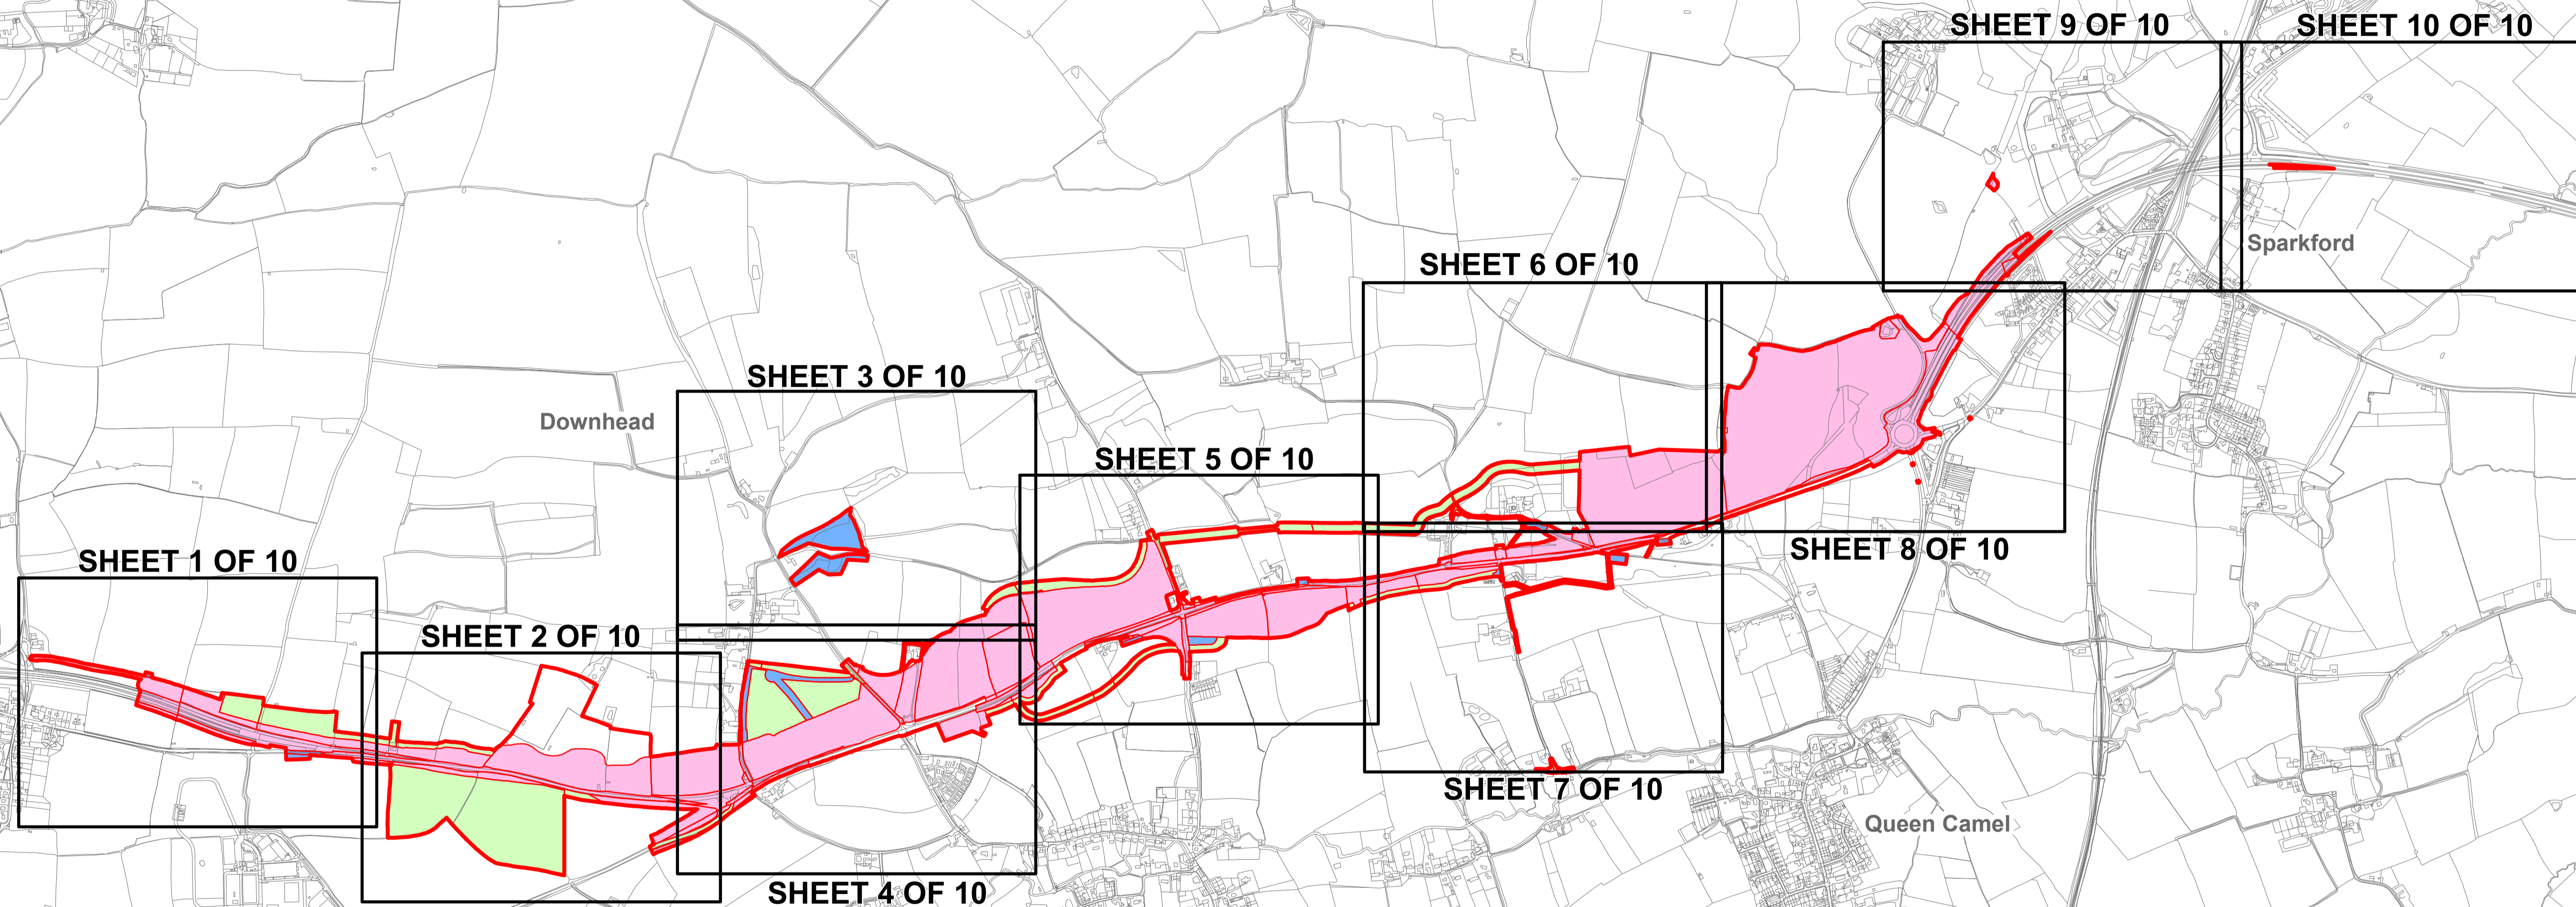 SHEET 9 OF 10
SHEET 10 OF 10
Sparkford
SHEET 6 OF 10
SHEET 3 OF 10
Downhead
SHEET 5 OF 10
SHEET 8 OF 10
SHEET 1 OF 10
SHEET 2 OF 10
SHEET 7 OF 10
Queen Camel
SHEET 4 OF 10